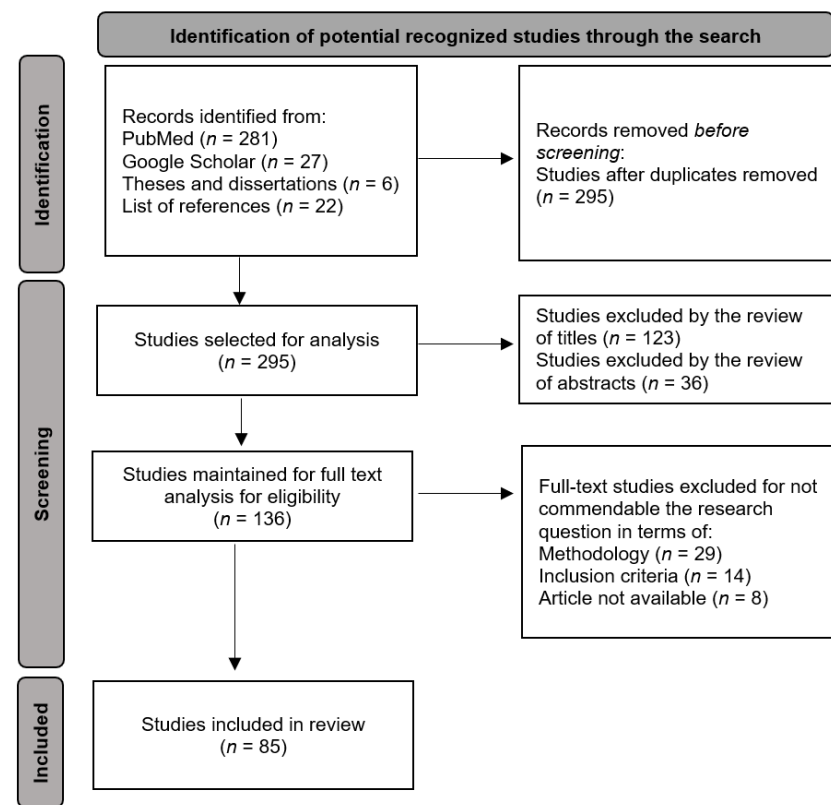 Identification of potential recognized studies through the search
Identification
Records identified from:
PubMed (n = 281)
Google Scholar (n = 27)
Theses and dissertations (n = 6)
List of references (n = 22)
Records removed before
screening:
Studies after duplicates removed
(n = 295)
Screening
Studies selected for analysis
(n = 295)
Studies excluded by the review
of titles (n = 123)
Studies excluded by the review
of abstracts (n = 36)
Studies maintained for full text
analysis for eligibility
(n = 136)
Full-text studies excluded for not
commendable the research
question in terms of:
Methodology (n = 29)
Inclusion criteria (n = 14)
Article not available (n = 8)
Included
Studies included in review
(n = 85)